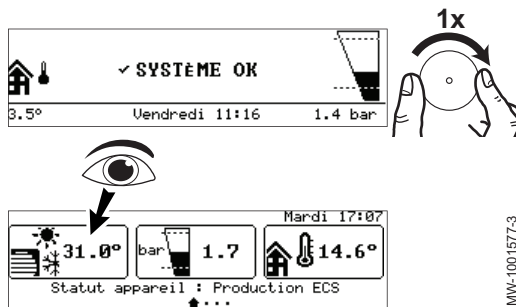 1x
✓ SYSTÈME OK
3.5° Vendredi 11:16 1.4 bar
Mardi 17:07
31.0° bar 1.7 14.6°
Statut appareil : Production ECS
MW-1001577-3